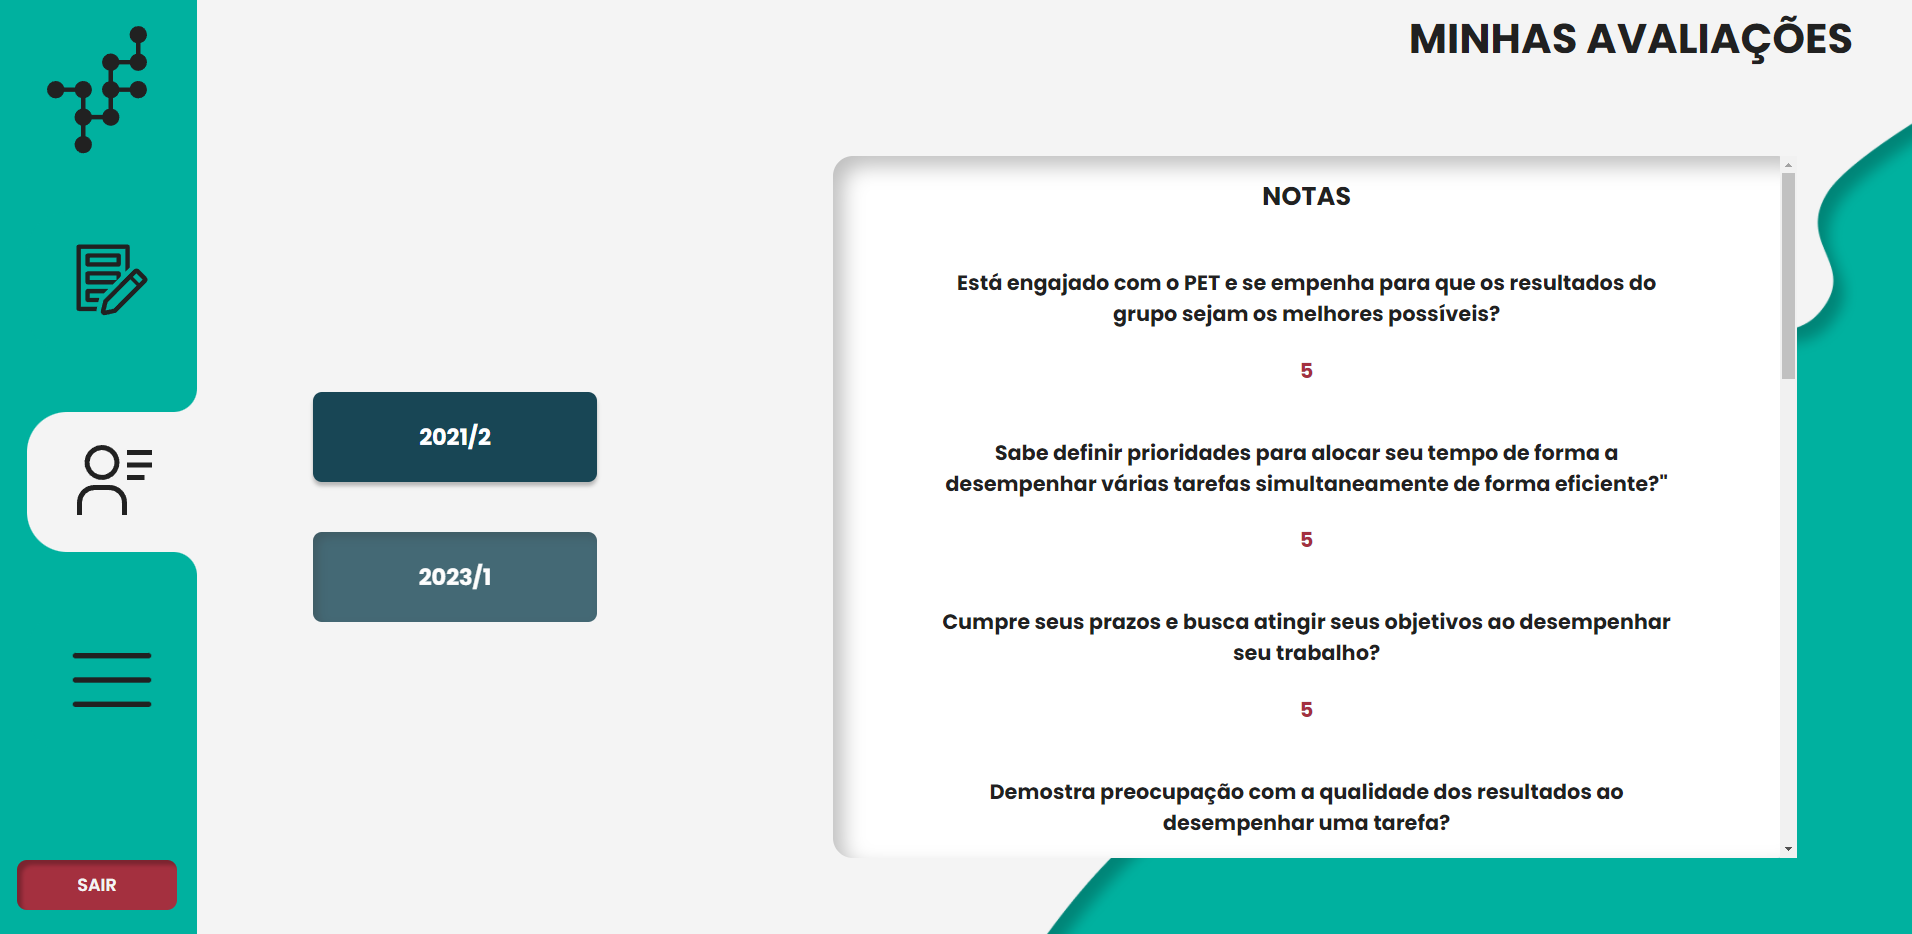 MINHAS AVALIAÇÕES
2021/2
2023/1
SAIR
NOTAS
Está engajado com o PET e se empenha para que os resultados do
grupo sejam os melhores possíveis?
5
Sabe definir prioridades para alocar seu tempo de forma a
desempenhar várias tarefas simultaneamente de forma eficiente?"
5
Cumpre seus prazos e busca atingir seus objetivos ao desempenhar
seu trabalho?
5
Demostra preocupação com a qualidade dos resultados ao
desempenhar uma tarefa?